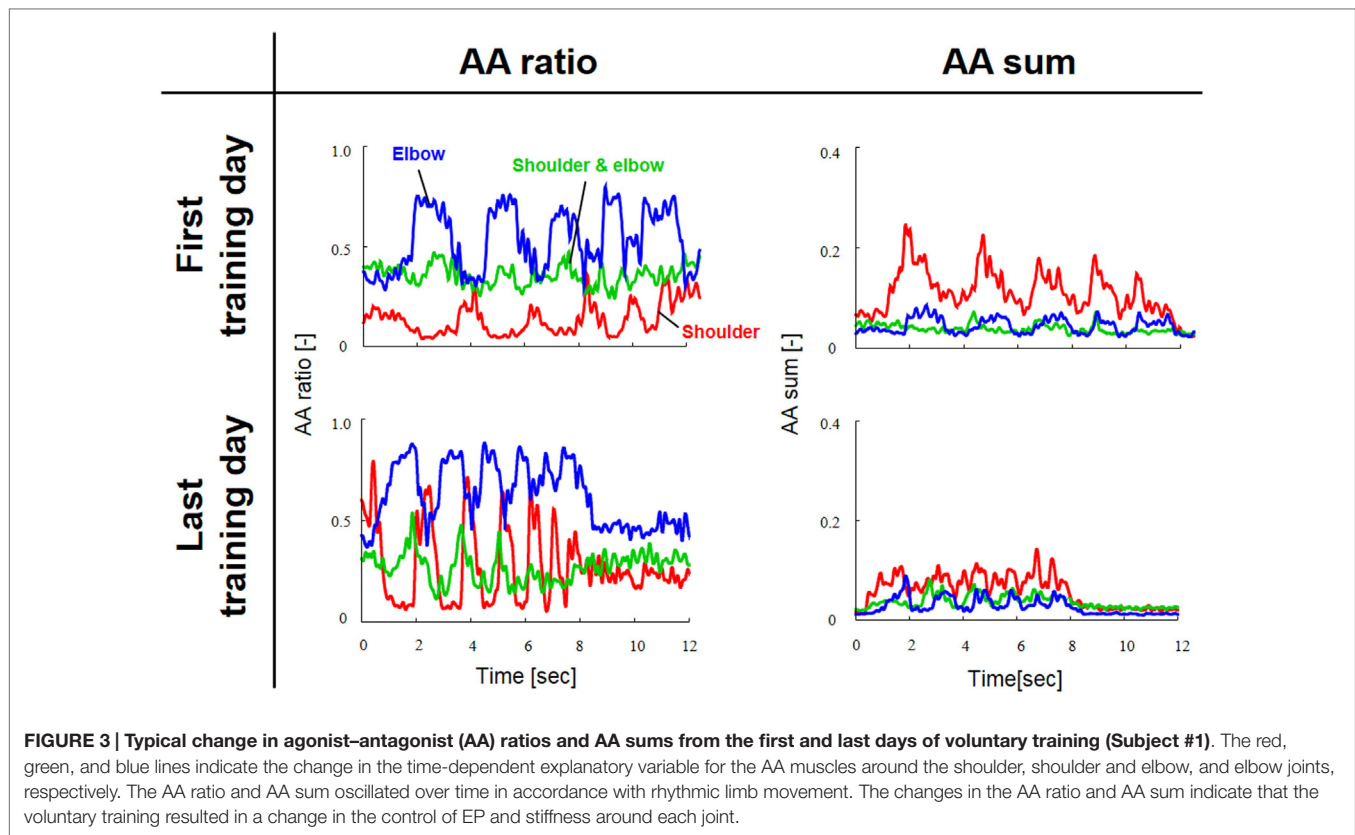 AA ratio
AA sum
First
training day
Last
training day
1.0
0.5
0
Elbow
Shoulder & elbow
Shoulder
0.4
0.2
0
0 2 4 6 8 10 12
AA ratio [-]
AA sum [-]
1.0
0.5
0
0 2 4 6 8 10 12
Time [sec]
0.4
0.2
0
0 2 4 6 8 10 12
Time[sec]
FIGURE 3 | Typical change in agonist–antagonist (AA) ratios and AA sums from the first and last days of voluntary training (Subject #1). The red,
green, and blue lines indicate the change in the time-dependent explanatory variable for the AA muscles around the shoulder, shoulder and elbow, and elbow joints,
respectively. The AA ratio and AA sum oscillated over time in accordance with rhythmic limb movement. The changes in the AA ratio and AA sum indicate that the
voluntary training resulted in a change in the control of EP and stiffness around each joint.